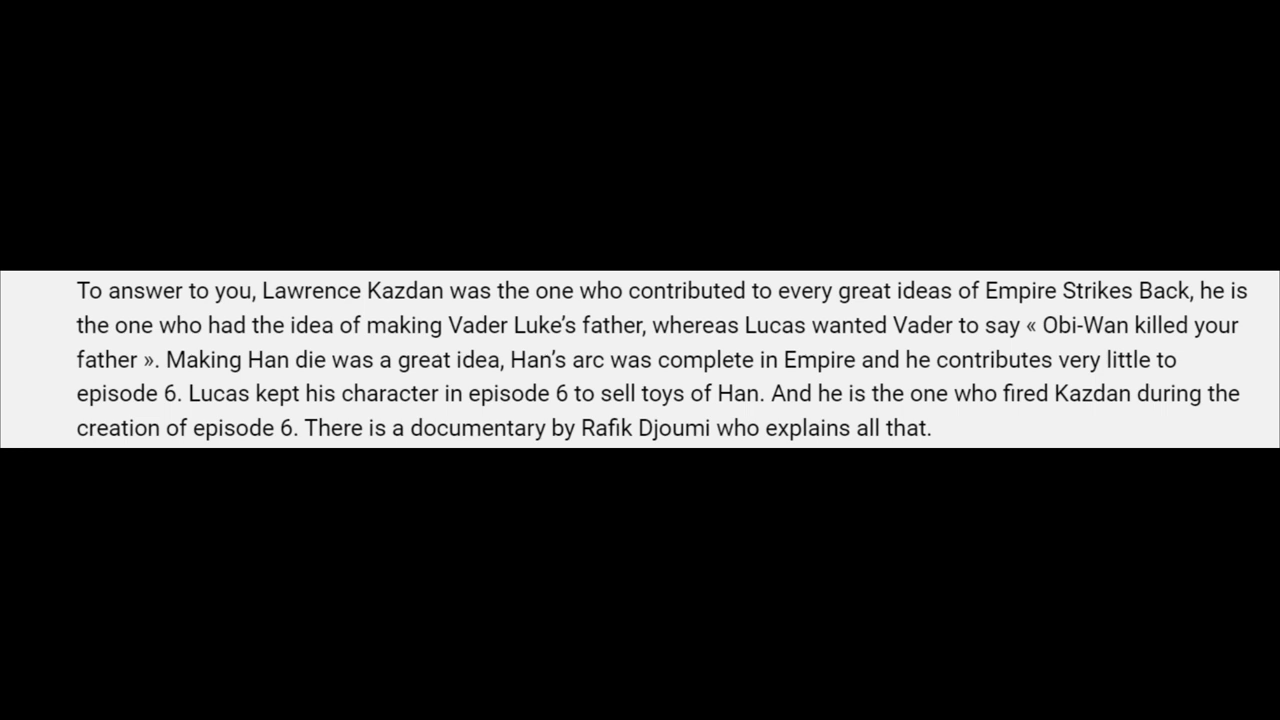 To answer to you, Lawrence Kazdan was the one who contributed to every great ideas of Empire Strikes Back, he is
the one who had the idea of making Vader Luke’s father, whereas Lucas wanted Vader to say « Obi-Wan killed your
father ». Making Han die was a great idea, Han’s arc was complete in Empire and he contributes very little to
episode 6. Lucas kept his character in episode 6 to sell toys of Han. And he is the one who fired Kazdan during the
creation of episode 6. There is a documentary by Rafik Djoumi who explains all that.